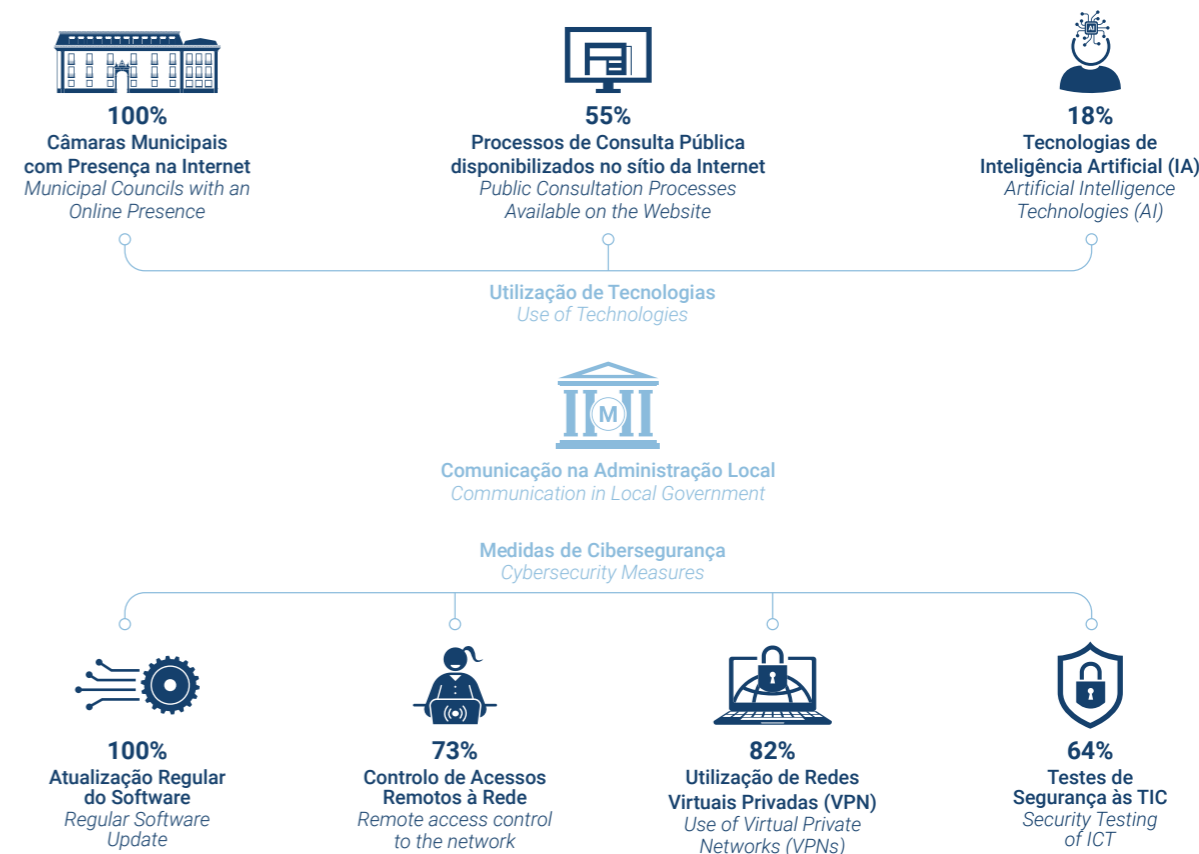 AI
100%
Câmaras Municipais
com Presença na Internet
Municipal Councils with an
Online Presence
55%
Processos de Consulta Pública
disponibilizados no sítio da Internet
Public Consultation Processes
Available on the Website
18%
Tecnologias de
Inteligência Artificial (IA)
Artificial Intelligence
Technologies (AI)
Utilização de Tecnologias
Use of Technologies
M
Comunicação na Administração Local
Communication in Local Government
Medidas de Cibersegurança
Cybersecurity Measures
100%
Atualização Regular
do Software
Regular Software
Update
73%
Controlo de Acessos
Remotos à Rede
Remote access control
to the network
82%
Utilização de Redes
Virtuais Privadas (VPN)
Use of Virtual Private
Networks (VPNs)
64%
Testes de
Segurança às TIC
Security Testing
of ICT